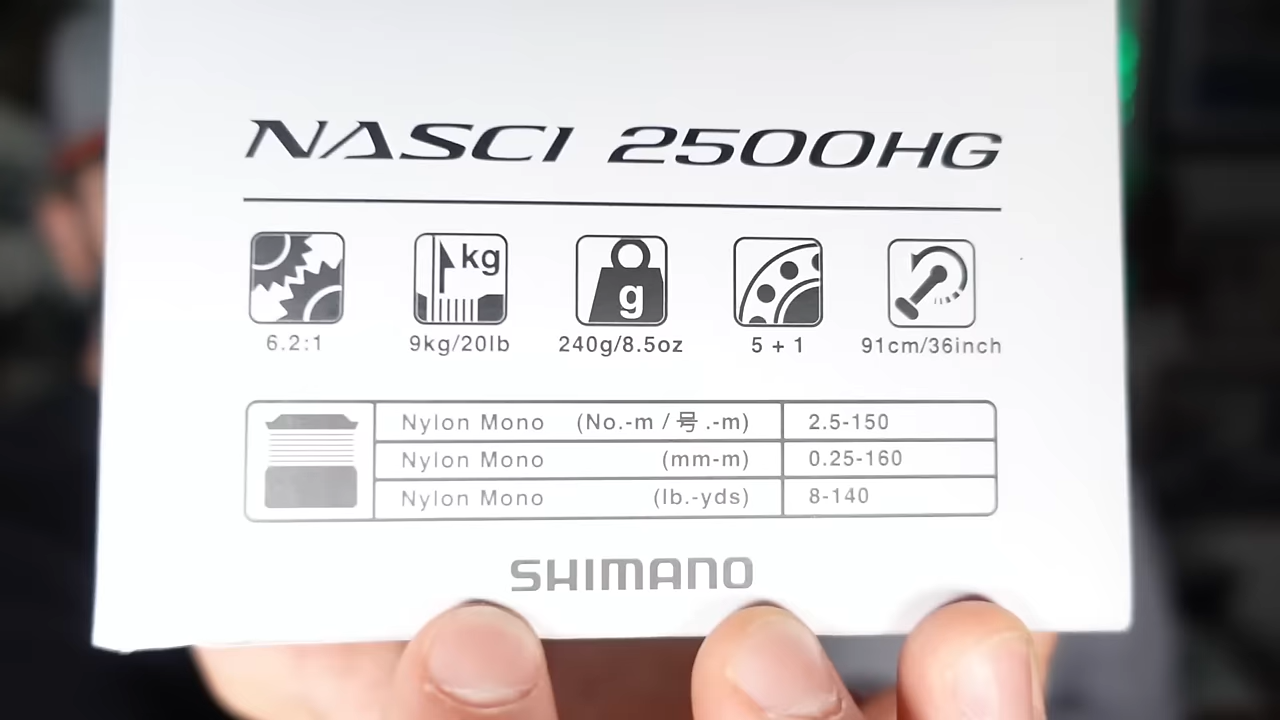 NASCI 2500HG
kg
g
6.2:1 9kg/20lb 240g/8.5oz 5 + 1 91cm/36inch
Nylon Mono (No.-m / 号 .-m) 2.5-150
Nylon Mono (mm-m) 0.25-160
Nylon Mono (lb.-yds) 8-140
SHIMANO